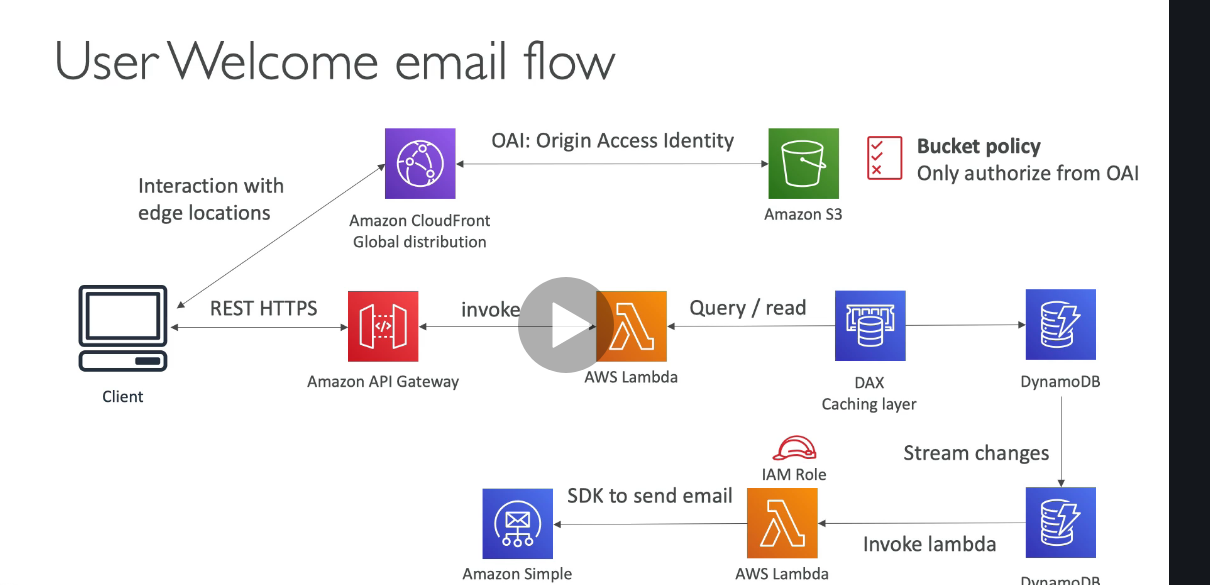 User Welcome email flow
OAI: Origin Access Identity
Bucket policy
Only authorize from OAI
Interaction with
edge locations
Amazon CloudFront
Global distribution
Amazon S3
REST HTTPS
invoke
Query / read
Client
Amazon API Gateway
AWS Lambda
DAX
Caching layer
DynamoDB
Stream changes
IAM Role
SDK to send email
Invoke lambda
Amazon Simple
AWS Lambda
DynamoDB